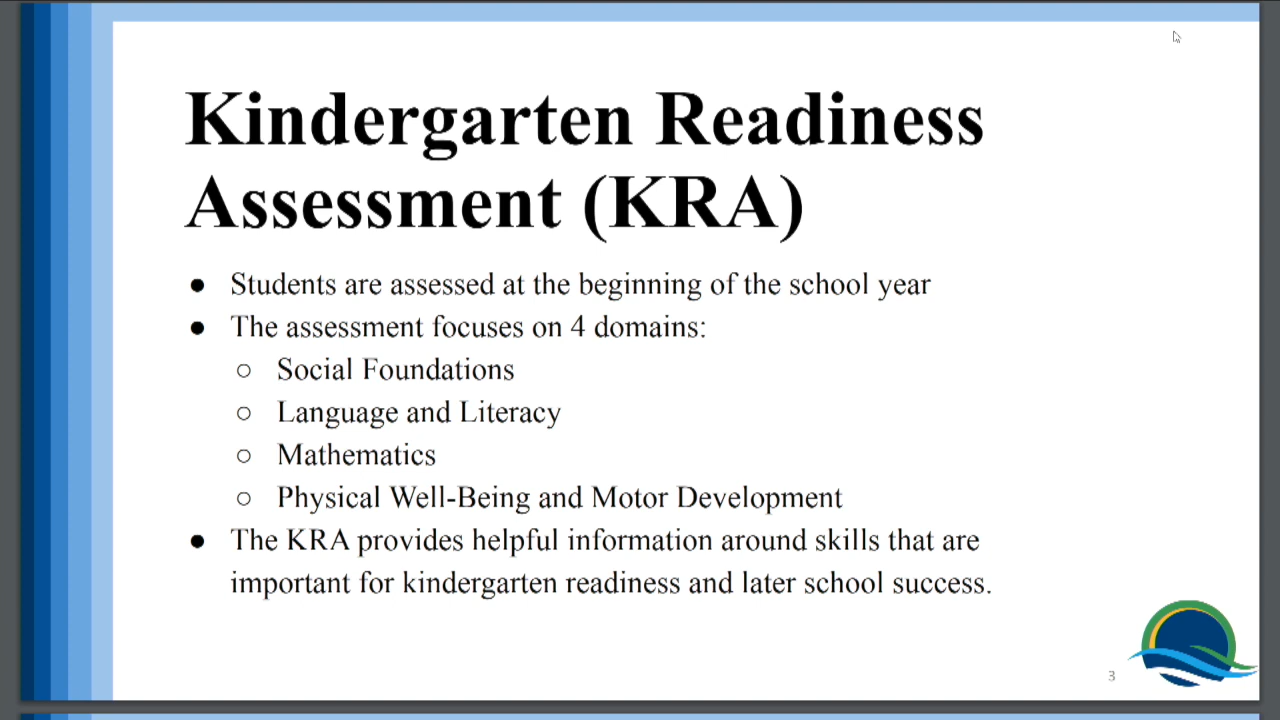 Kindergarten Readiness
Assessment (KRA)
● Students are assessed at the beginning of the school year
● The assessment focuses on 4 domains:
○ Social Foundations
○ Language and Literacy
○ Mathematics
○ Physical Well-Being and Motor Development
● The KRA provides helpful information around skills that are
important for kindergarten readiness and later school success.
3